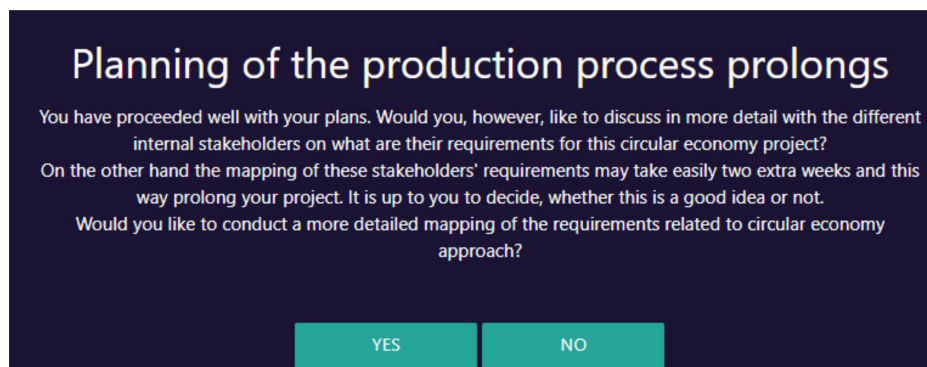 Planning of the production process prolongs
You have proceeded well with your plans. Would you, however, like to discuss in more detail with the different
internal stakeholders on what are their requirements for this circular economy project?
On the other hand the mapping of these stakeholders' requirements may take easily two extra weeks and this
way prolong your project. It is up to you to decide, whether this is a good idea or not.
Would you like to conduct a more detailed mapping of the requirements related to circular economy
approach?
YES
NO